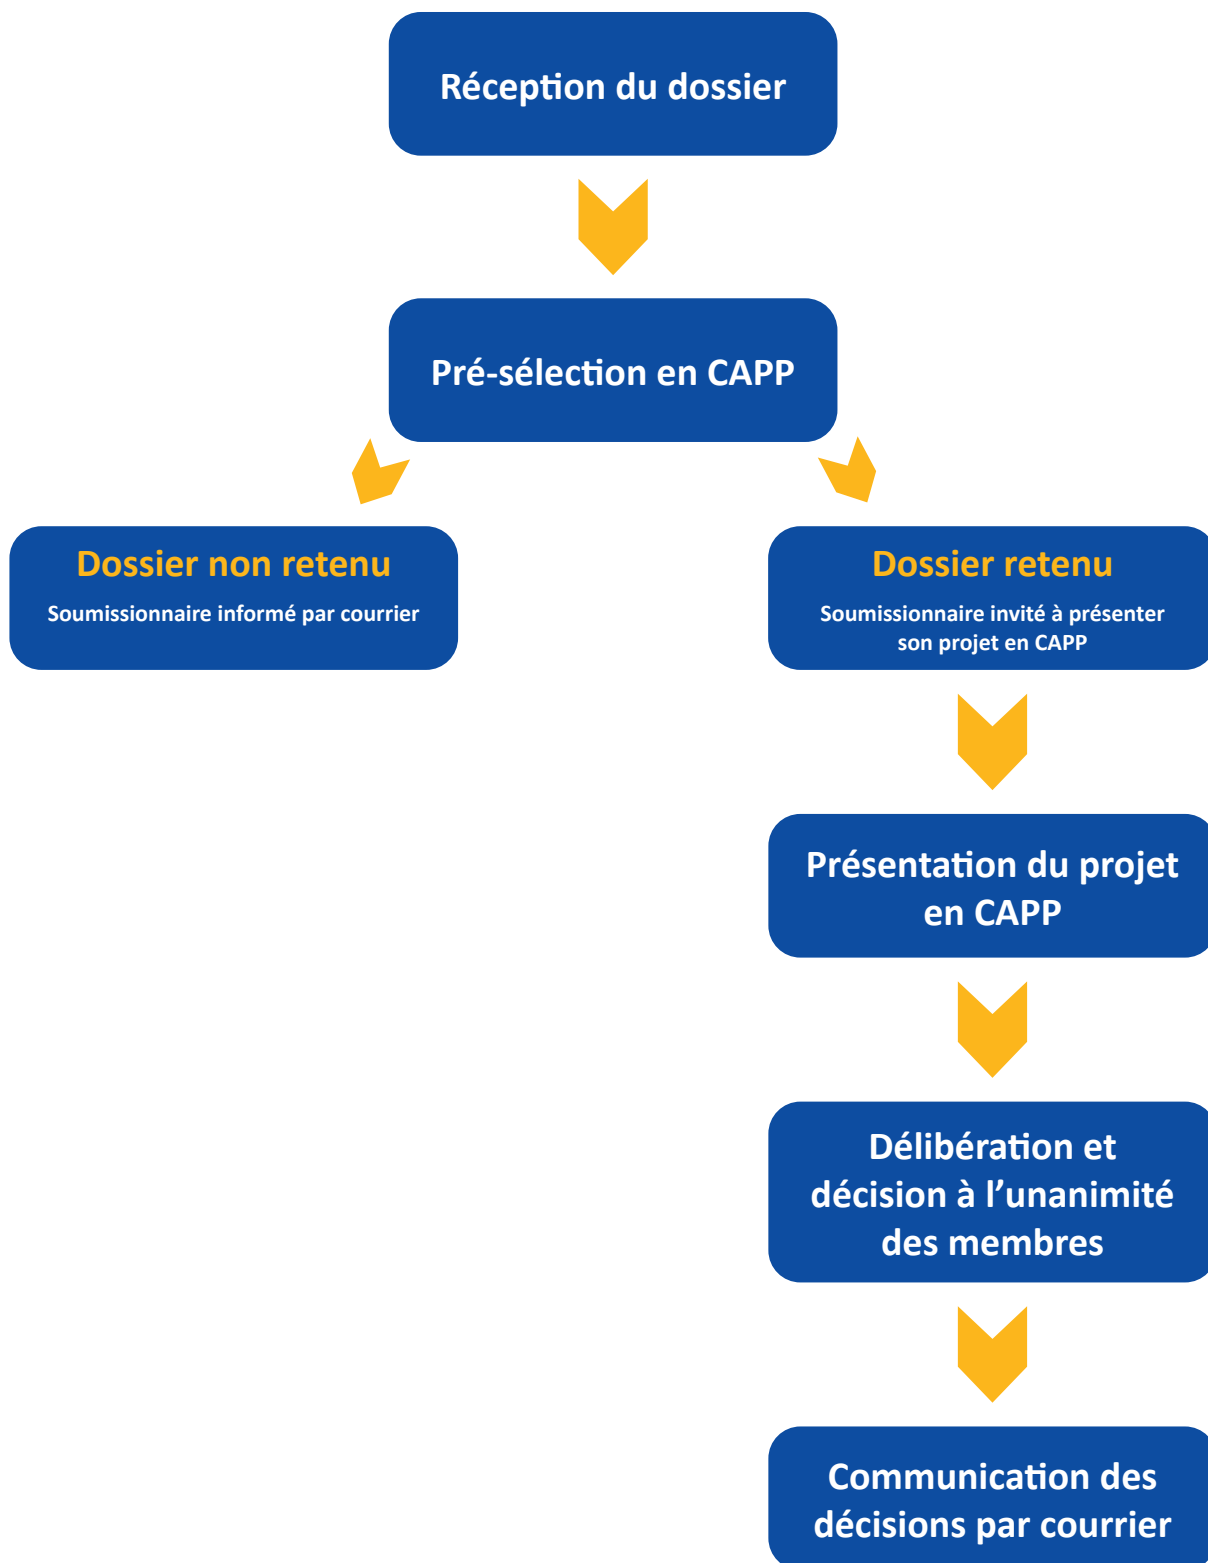 Réception du dossier
Pré-sélection en CAPP
Dossier non retenu
Soumissionnaire informé par courrier
Dossier retenu
Soumissionnaire invité à présenter
son projet en CAPP
Présentation du projet
en CAPP
Délibération et
décision à l’unanimité
des membres
Communication des
décisions par courrier